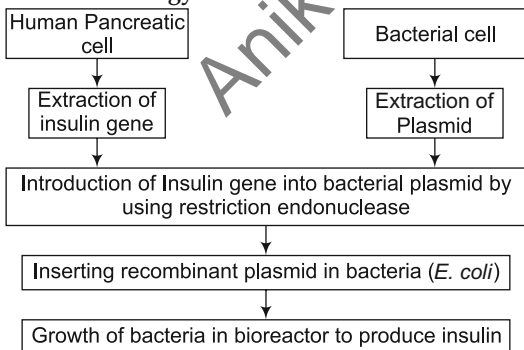 Human Pancreatic
cell
Bacterial cell
Extraction of
insulin gene
Extraction of
Plasmid
Introduction of Insulin gene into bacterial plasmid by
using restriction endonuclease
Inserting recombinant plasmid in bacteria (E. coli)
Growth of bacteria in bioreactor to produce insulin
Anik